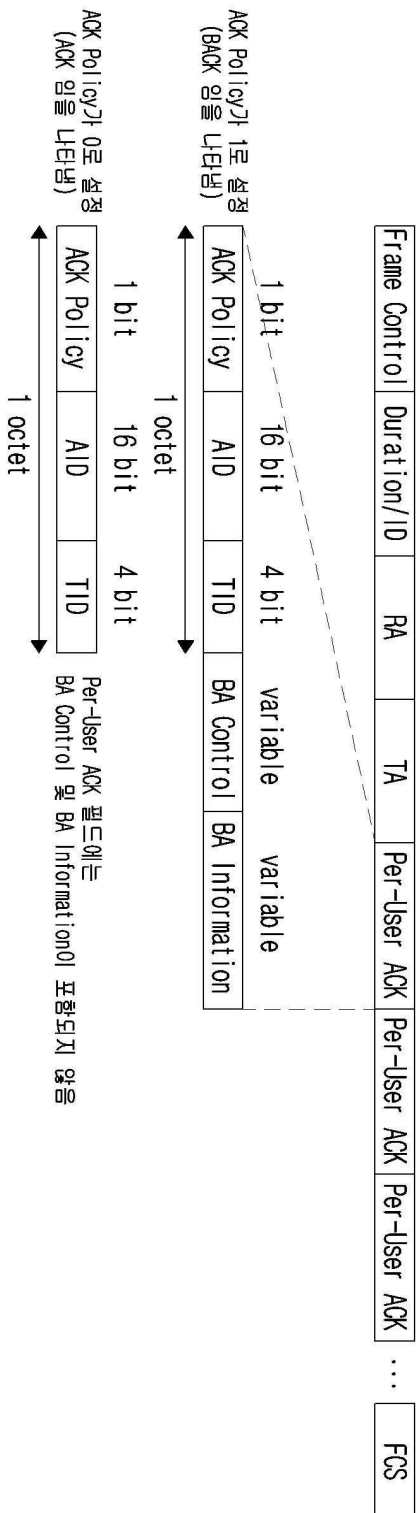 Frame Control Duration/ID RA TA Per-User ACK Per-User ACK Per-User ACK ... FCS
1 bit 16 bit 4 bit variable variable
ACK Policy가 1로 설정
(BACK 임을 나타냄)
ACK Policy AID TID BA Control BA Information
1 octet
1 bit 16 bit 4 bit
ACK Policy가 0로 설정
(ACK 임을 나타냄)
ACK Policy AID TID
Per-User ACK 필드에는
BA Control 및 BA Information이 포함되지 않음
1 octet